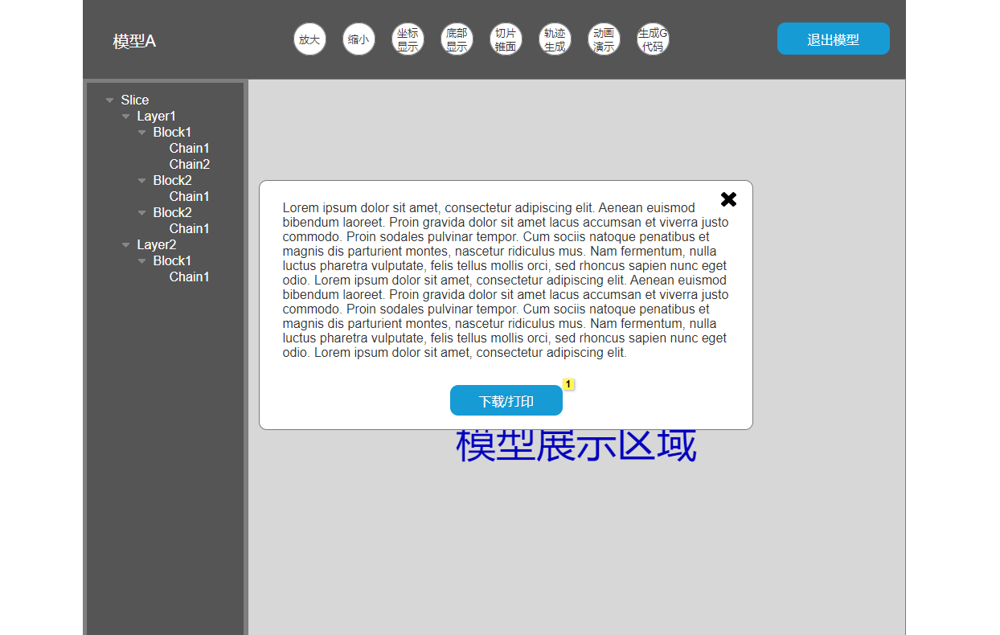 模型A
放大
缩小
坐标
显示
底部
显示
切片
锥面
轨迹
生成
动画
演示
生成G
代码
退出模型
Slice
Layer1
Block1
Chain1
Chain2
Block2
Chain1
Block2
Chain1
Layer2
Block1
Chain1
Lorem ipsum dolor sit amet, consectetur adipiscing elit. Aenean euismod
bibendum laoreet. Proin gravida dolor sit amet lacus accumsan et viverra justo
commodo. Proin sodales pulvinar tempor. Cum sociis natoque penatibus et
magnis dis parturient montes, nascetur ridiculus mus. Nam fermentum, nulla
luctus pharetra vulputate, felis tellus mollis orci, sed rhoncus sapien nunc eget
odio. Lorem ipsum dolor sit amet, consectetur adipiscing elit. Aenean euismod
bibendum laoreet. Proin gravida dolor sit amet lacus accumsan et viverra justo
commodo. Proin sodales pulvinar tempor. Cum sociis natoque penatibus et
magnis dis parturient montes, nascetur ridiculus mus. Nam fermentum, nulla
luctus pharetra vulputate, felis tellus mollis orci, sed rhoncus sapien nunc eget
odio. Lorem ipsum dolor sit amet, consectetur adipiscing elit.
1
下载/打印
模型展示区域